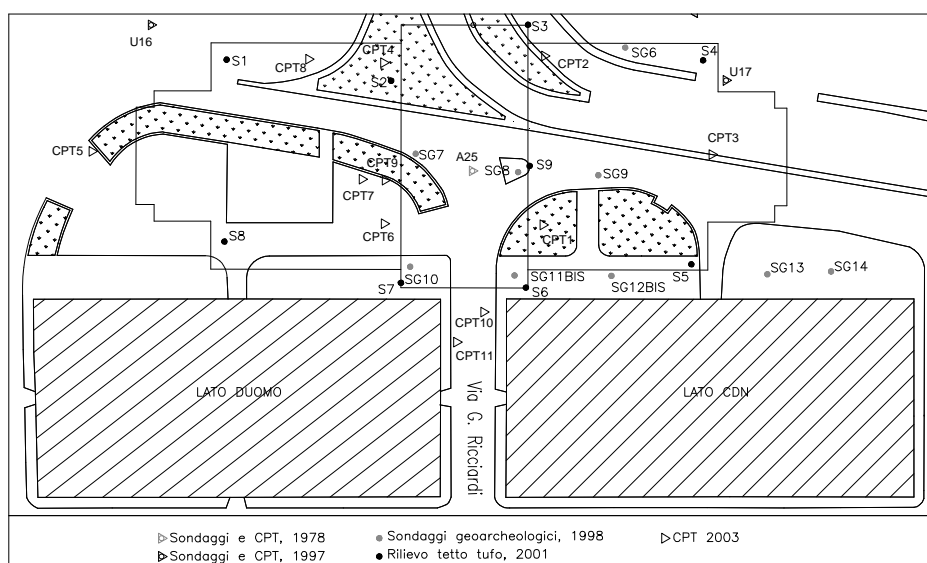 S3
U16
CPT4
SG6
S4
S1
CPT8
CPT2
U17
S2
CPT3
CPT5
SG7
A25
CPT9
SG8
S9
SG9
CPT7
CPT6
CPT1
S8
S7
SG10
SG11BIS
S6
SG12BIS
S5
SG13
SG14
CPT10
CPT11
LATO DUOMO
LATO CDN
Via G. Ricciardi
Sondaggi e CPT, 1978
Sondaggi geoarcheologici, 1998
CPT 2003
Sondaggi e CPT, 1997
Rilievo tetto tufo, 2001